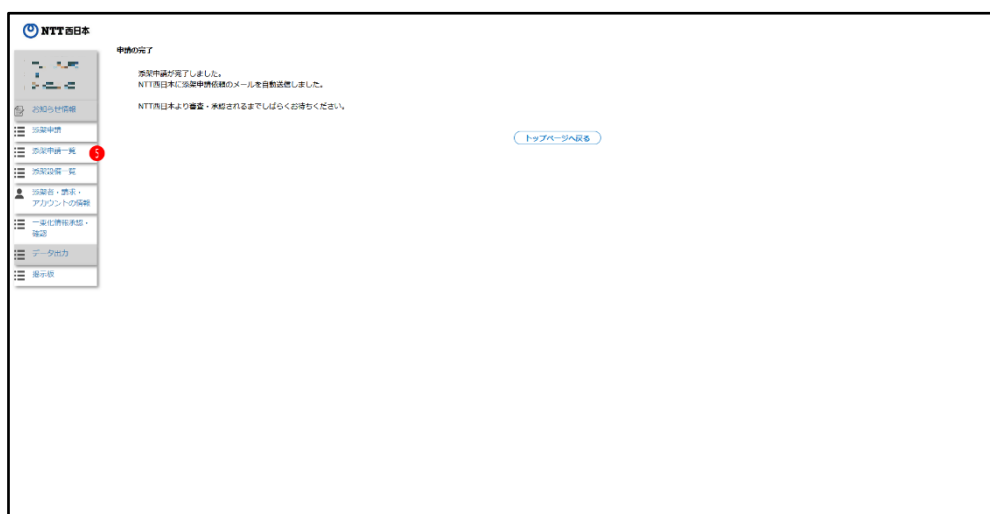 NTT西日本
申請の完了
添架申請が完了しました。
NTT西日本に添架申請依頼のメールを自動送信しました。
NTT西日本より審査・承認されるまでしばらくお待ちください。
トップページへ戻る
お知らせ情報
添架申請
添架申請一覧
5
添架設備一覧
添架者・請求・
アカウントの情報
一束化情報承認・
確認
データ出力
掲示板